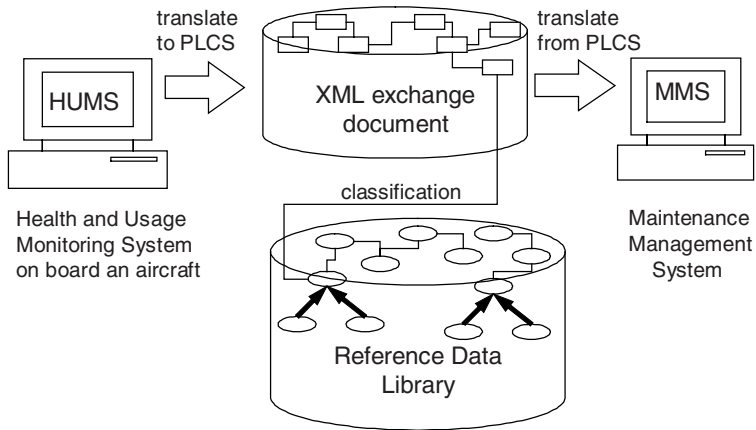 translate
to PLCS
translate
from PLCS
HUMS
XML exchange
document
MMS
classification
Health and Usage
Monitoring System
on board an aircraft
Maintenance
Management
System
Reference Data
Library